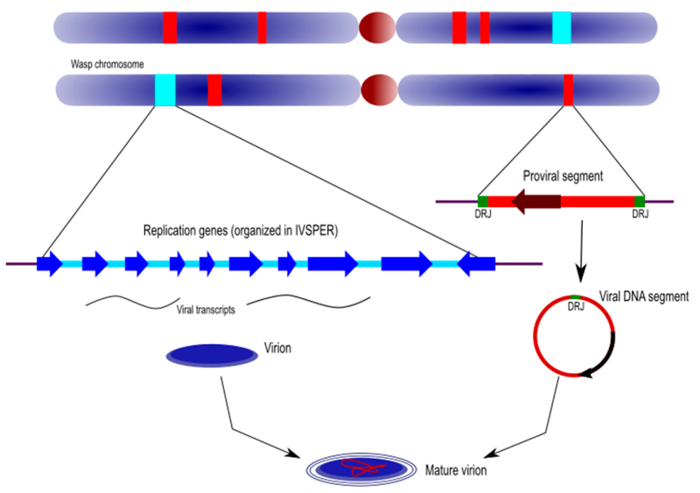 Wasp chromosome
Proviral segment
DRJ
DRJ
Replication genes (organized in IVSPER)
Viral transcripts
Viral DNA segment
DRJ
Virion
Mature virion